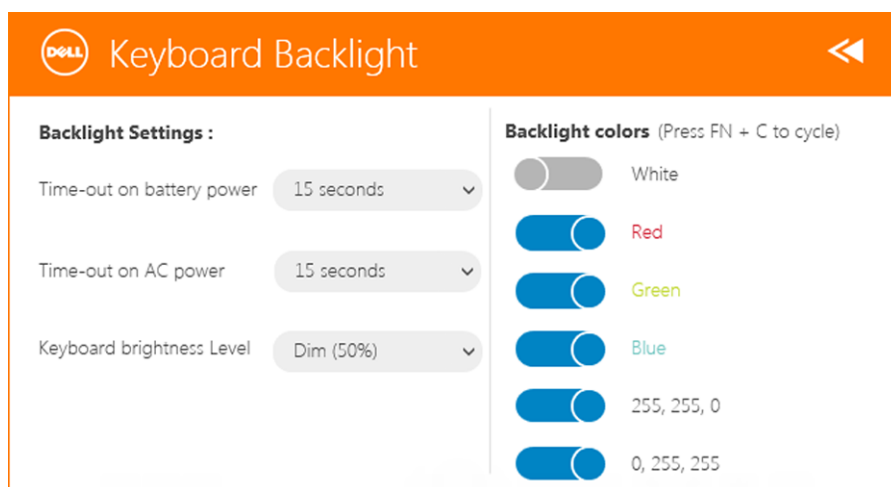 DELL Keyboard Backlight
Backlight Settings :
Time-out on battery power 15 seconds
Time-out on AC power 15 seconds
Keyboard brightness Level Dim (50%)
Backlight colors (Press FN + C to cycle)
White
Red
Green
Blue
255, 255, 0
0, 255, 255